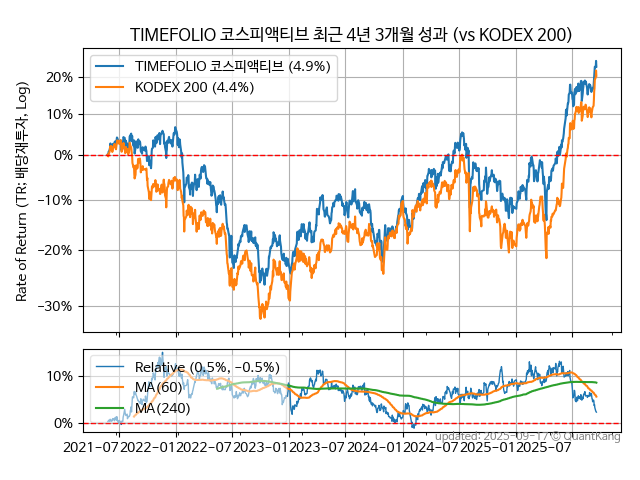 TIMEFOLIO 코스피액티브 최근 4년 3개월 성과 (vs KODEX 200)
Rate of Return (TR: 배당재투자, Log)
TIMEFOLIO 코스피액티브 (4.9%)
KODEX 200 (4.4%)
20%
10%
0%
−10%
−20%
−30%
Relative (0.5%, −0.5%)
MA(60)
MA(240)
10%
0%
2021-07 2022-01 2022-07 2023-01 2023-07 2024-01 2024-07 2025-01 2025-07
updated: 2025-09-17 © QuantKang